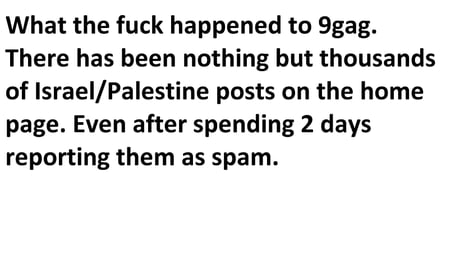 What the fuck happened to 9gag.
There has been nothing but thousands
of Israel/Palestine posts on the home
page. Even after spending 2 days
reporting them as spam.